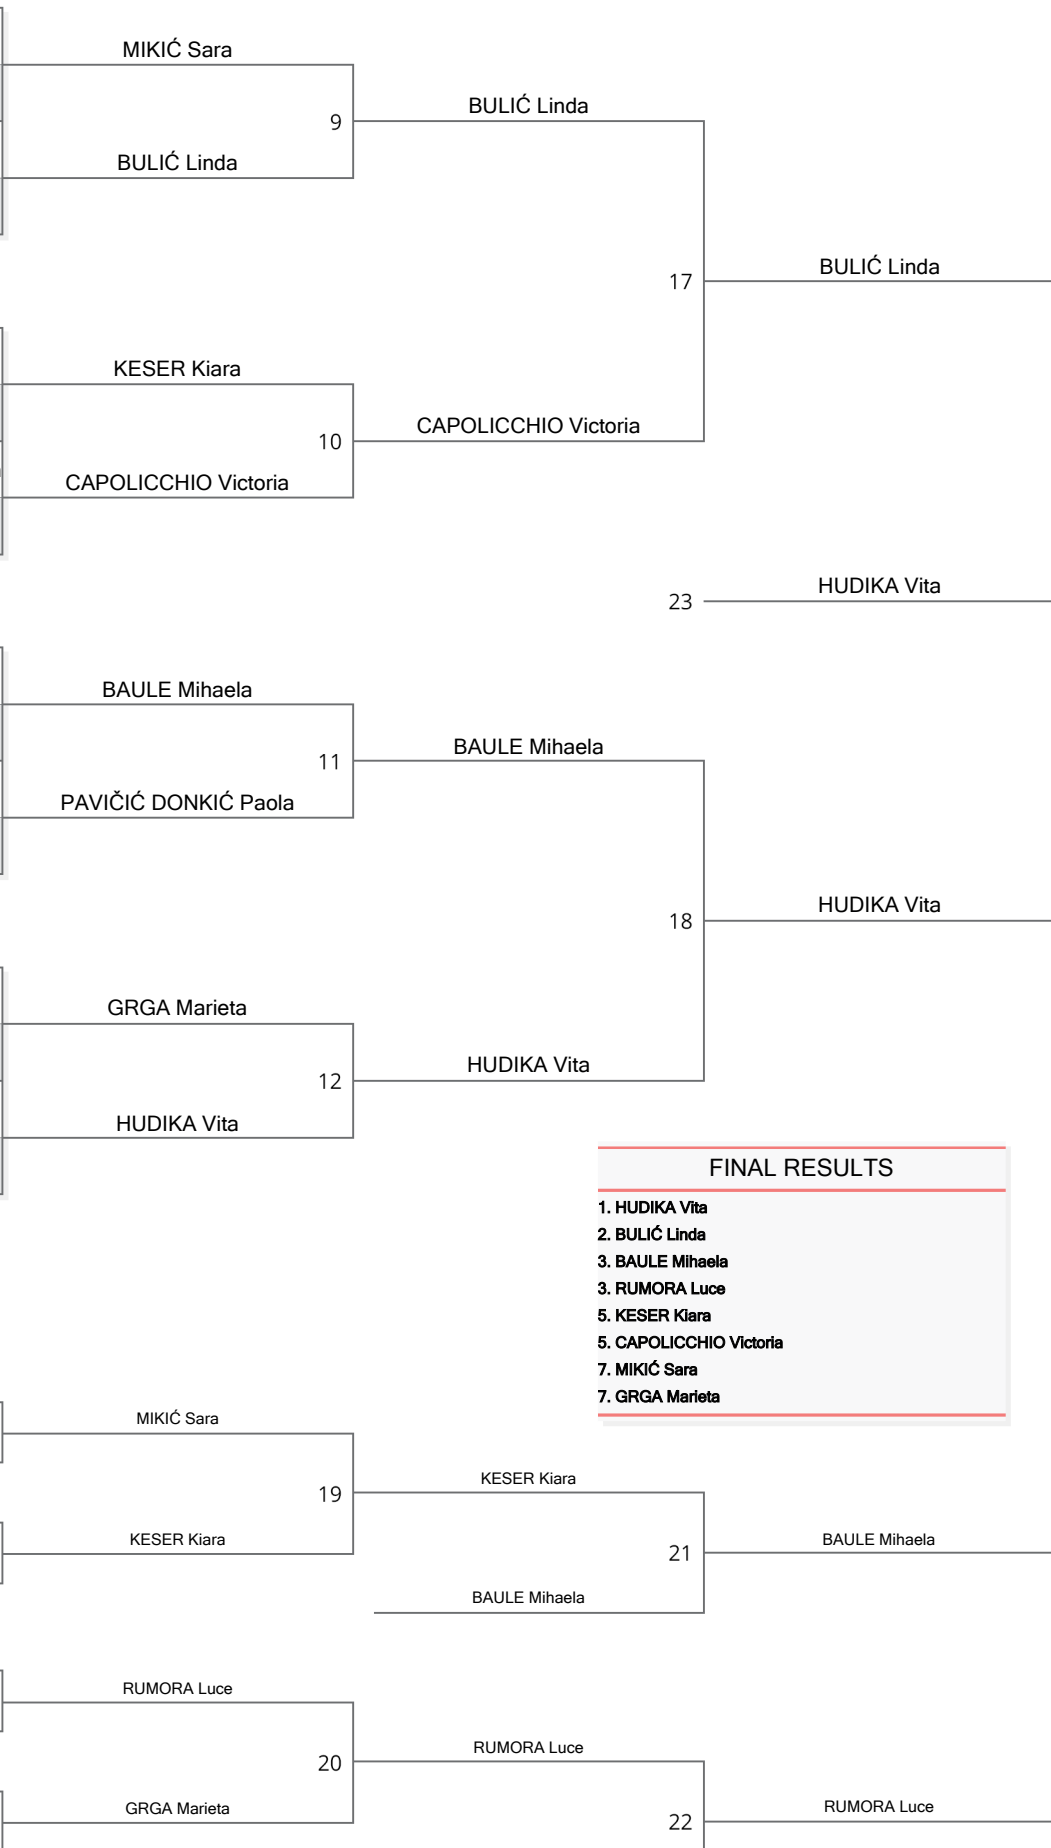 MIKIĆ Sara
9
BULIĆ Linda
BULIĆ Linda
17
BULIĆ Linda
KESER Kiara
10
CAPOLICCHIO Victoria
CAPOLICCHIO Victoria
23
HUDIKA Vita
BAULE Mihaela
11
BAULE Mihaela
PAVIČIĆ DONKIĆ Paola
18
HUDIKA Vita
GRGA Marieta
12
HUDIKA Vita
HUDIKA Vita
FINAL RESULTS
1. HUDIKA Vita
2. BULIĆ Linda
3. BAULE Mihaela
3. RUMORA Luce
5. KESER Kiara
5. CAPOLICCHIO Victoria
7. MIKIĆ Sara
7. GRGA Marieta
MIKIĆ Sara
19
KESER Kiara
KESER Kiara
21
BAULE Mihaela
BAULE Mihaela
RUMORA Luce
20
RUMORA Luce
GRGA Marieta
22
RUMORA Luce